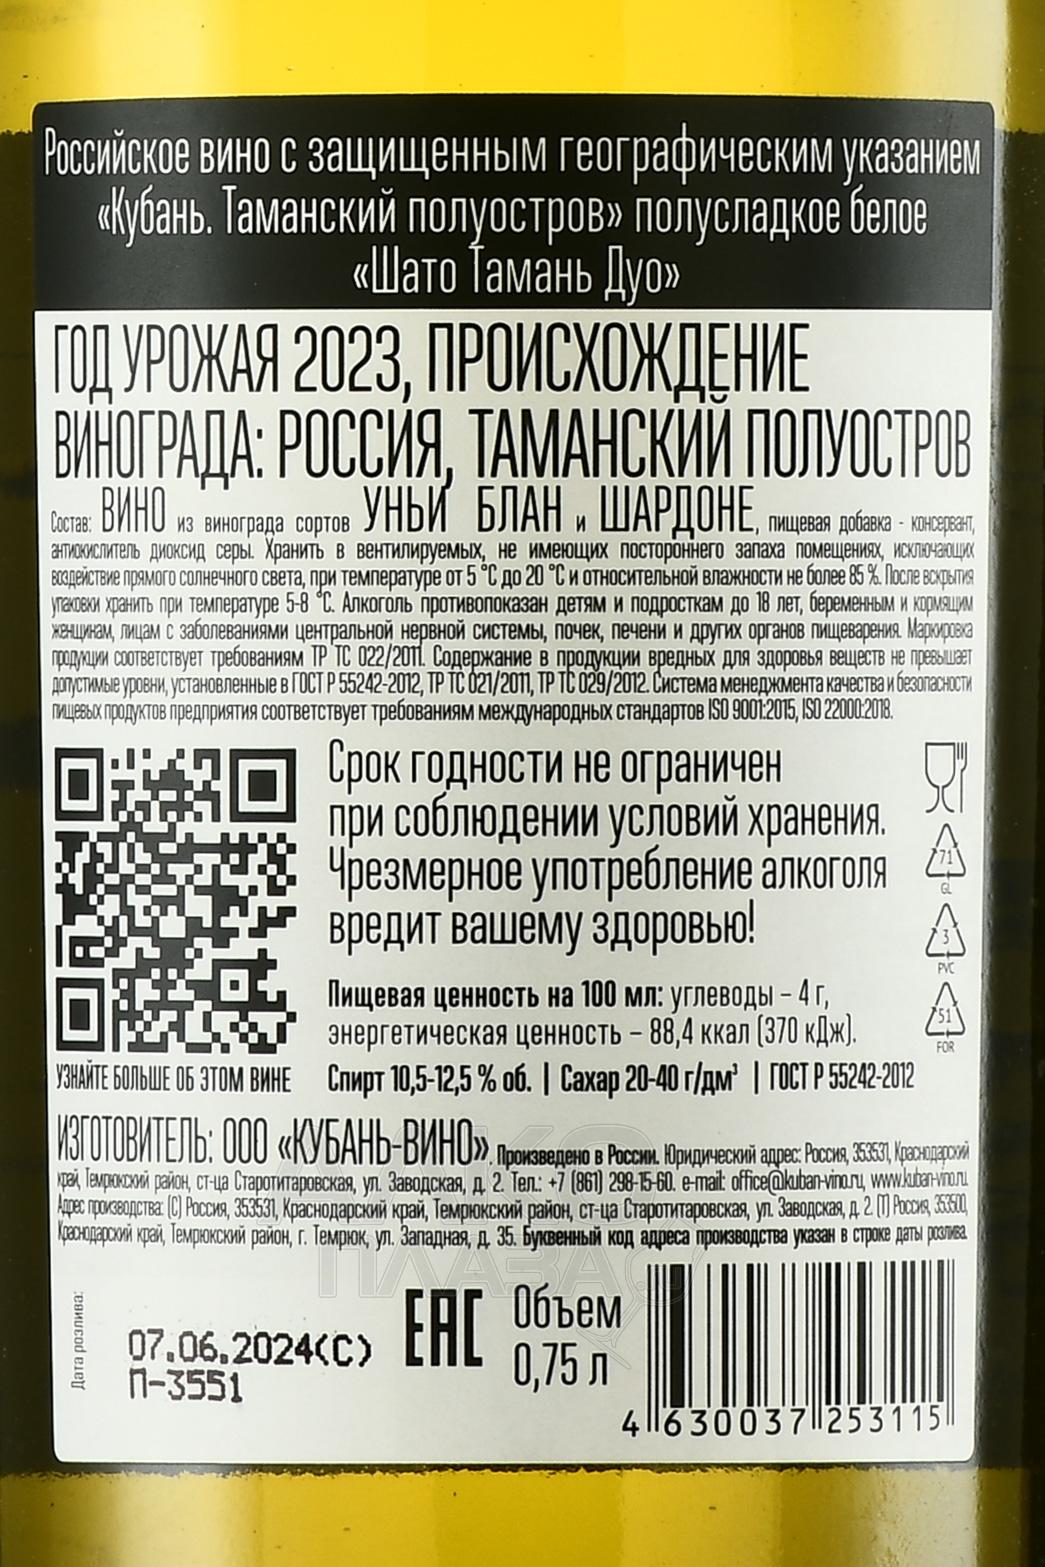 Российское вино с защищенным географическим указанием
«Кубань. Таманский полуостров» полусладкое белое
«Шато Тамань Дуо»
ГОД УРОЖАЯ 2023, ПРОИСХОЖДЕНИЕ
ВИНОГРАДА: РОССИЯ, ТАМАНСКИЙ ПОЛУОСТРОВ
Состав: ВИНО из винограда сортов УНЬИ БЛАН и ШАРДОНЕ, пищевая добавка - консервант,
антиокислитель диоксид серы. Хранить в вентилируемых, не имеющих постороннего запаха помещениях, исключающих
воздействие прямого солнечного света, при температуре от 5 °С до 20 °С и относительной влажности не более 85 %. После вскрытия
упаковки хранить при температуре 5-8 °С. Алкоголь противопоказан детям и подросткам до 18 лет, беременным и кормящим
женщинам, лицам с заболеваниями центральной нервной системы, почек, печени и других органов пищеварения. Маркировка
продукции соответствует требованиям ТР ТС 022/2011. Содержание в продукции вредных для здоровья веществ не превышает
допустимые уровни, установленные в ГОСТ Р 55242-2012, ТР ТС 021/2011, ТР ТС 029/2012. Система менеджмента качества и безопасности
пищевых продуктов предприятия соответствует требованиям международных стандартов ISO 9001:2015, ISO 22000:2018.
Срок годности не ограничен
при соблюдении условий хранения.
Чрезмерное употребление алкоголя
вредит вашему здоровью!
71
GL
3
PVC
51
FOR
Пищевая ценность на 100 мл: углеводы – 4 г,
энергетическая ценность – 88,4 ккал (370 кДж).
УЗНАЙТЕ БОЛЬШЕ ОБ ЭТОМ ВИНЕ
Спирт 10,5-12,5 % об. | Сахар 20-40 г/дм³ | ГОСТ Р 55242-2012
ИЗГОТОВИТЕЛЬ: ООО «КУБАНЬ-ВИНО». Произведено в России. Юридический адрес: Россия, 353531, Краснодарский
край, Темрюкский район, ст-ца Старотитаровская, ул. Заводская, д. 2. Тел.: +7 (861) 298-15-60. e-mail: office@kuban-vino.ru, www.kuban-vino.ru.
Адрес производства: (С) Россия, 353531, Краснодарский край, Темрюкский район, ст-ца Старотитаровская, ул. Заводская, д. 2. (Т) Россия, 353500,
Краснодарский край, Темрюкский район, г. Темрюк, ул. Западная, д. 35. Буквенный код адреса производства указан в строке даты розлива.
АЛКО
ПЛАЗА
Дата розлива:
07.06.2024(С)
П-3551
ЕАС
Объем
0,75 л
4 630037 253115